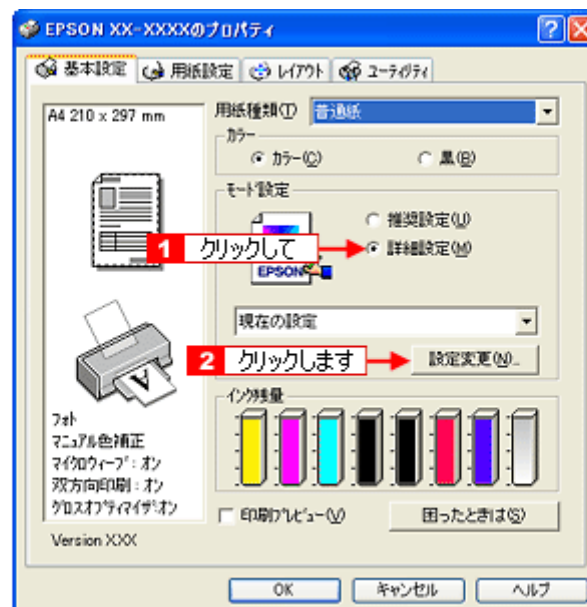 EPSON XX-XXXXのプロパティ
基本設定 用紙設定 レイアウト ユーティリティ
A4 210 x 297 mm
用紙種類(T) 普通紙
カラー
カラー(C) 黒(B)
モード設定
推奨設定(U)
1 クリックして
詳細設定(M)
EPSON
現在の設定
2 クリックします
設定変更(N)...
インク残量
フォト
マニュアル色補正
マイクロウィーブ：オン
双方向印刷：オン
グロスオプティマイザ:オン
印刷プレビュー(V) 困ったときは(S)
Version XXX
OK キャンセル ヘルプ